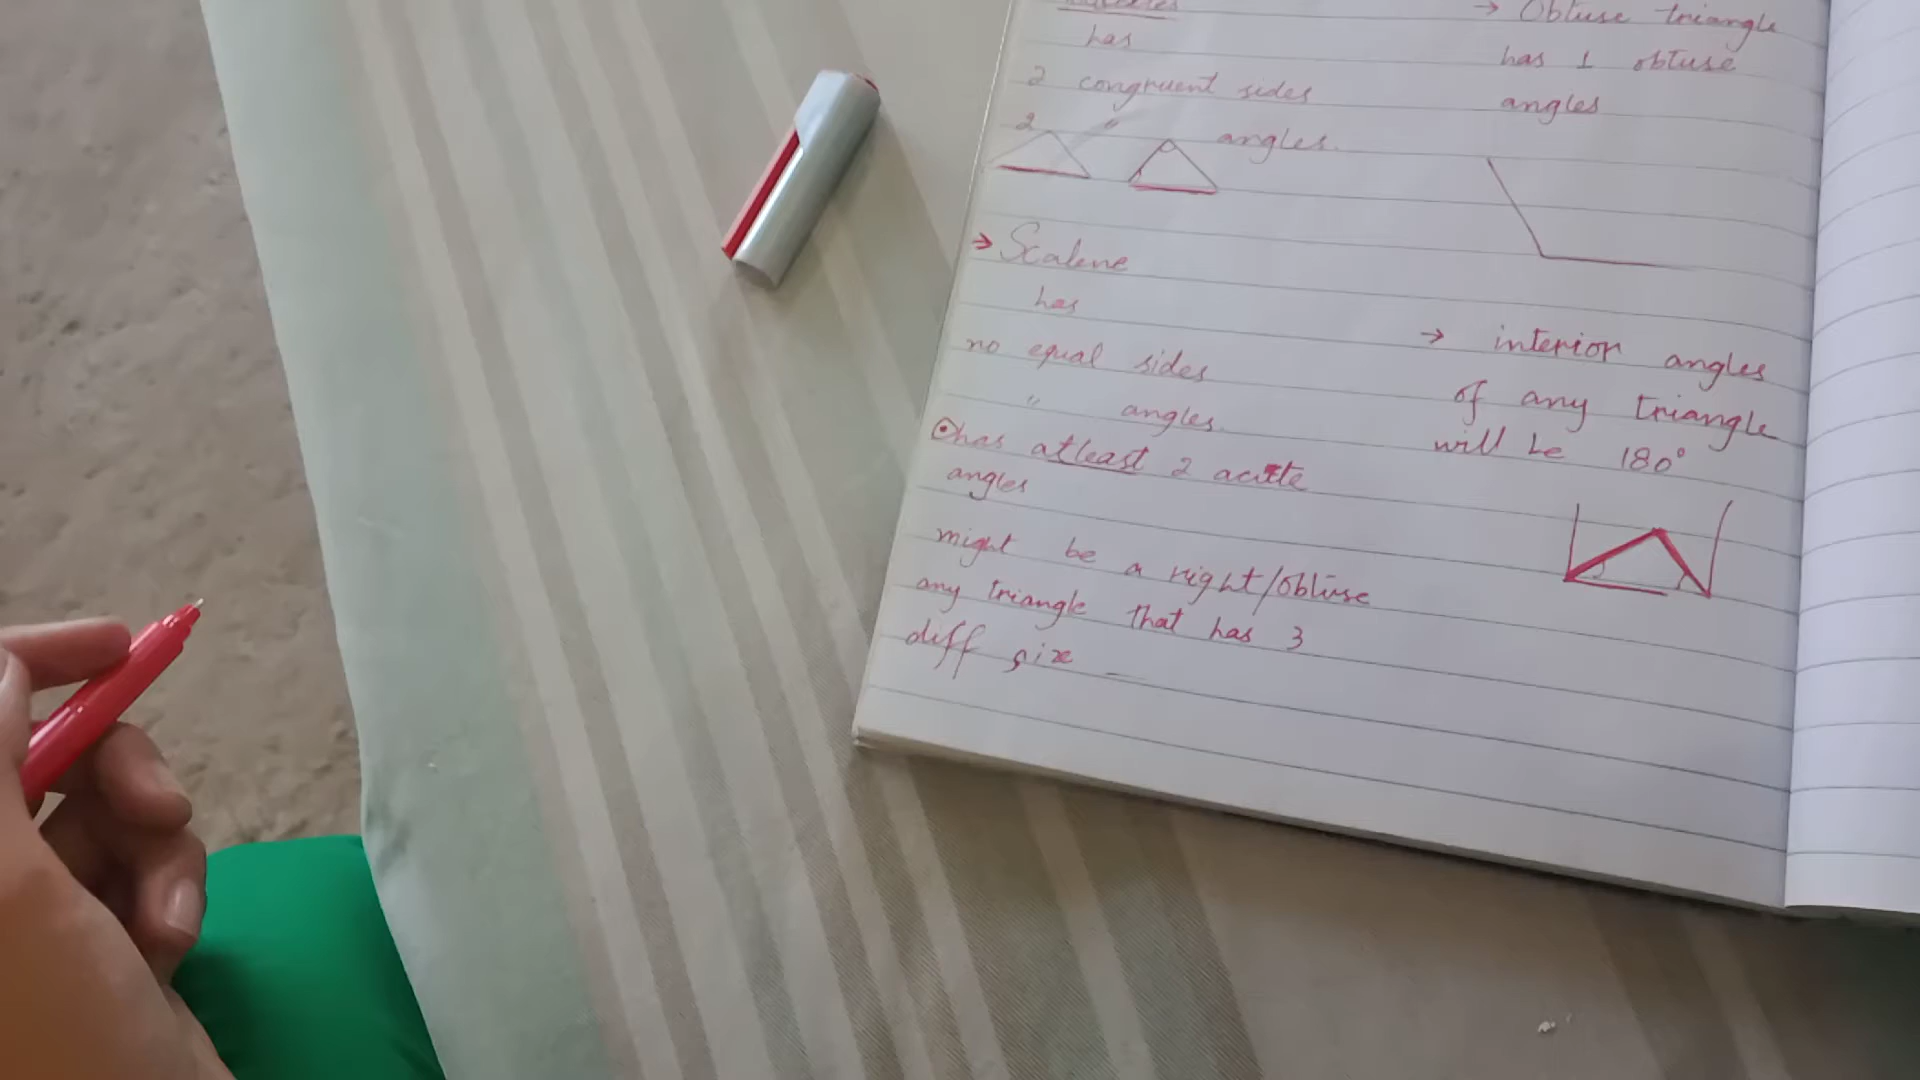 has
2 congruent sides
2 " angles.
→ Scalene
has
no equal sides
" angles.
has atleast 2 acute
angles
might be a right/obtuse
any triangle that has 3
diff size
→ Obtuse triangle
has 1 obtuse
angles
→ interior angles
of any triangle
will be 180°